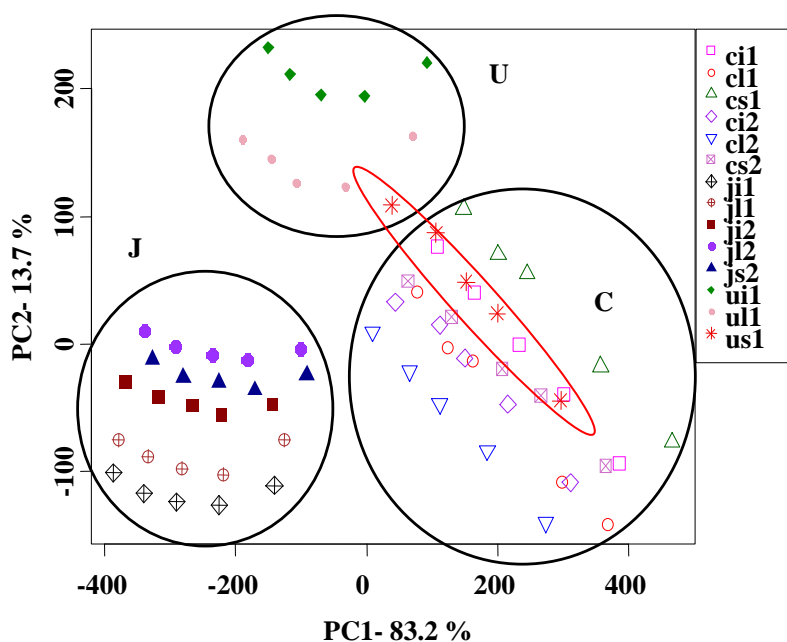 U
J
C
PC2- 13.7 %
200
100
0
-100
-400
-200
0
200
400
PC1- 83.2 %
ci1
cl1
cs1
ci2
cl2
cs2
ji1
jl1
ji2
jl2
js2
ui1
ul1
us1